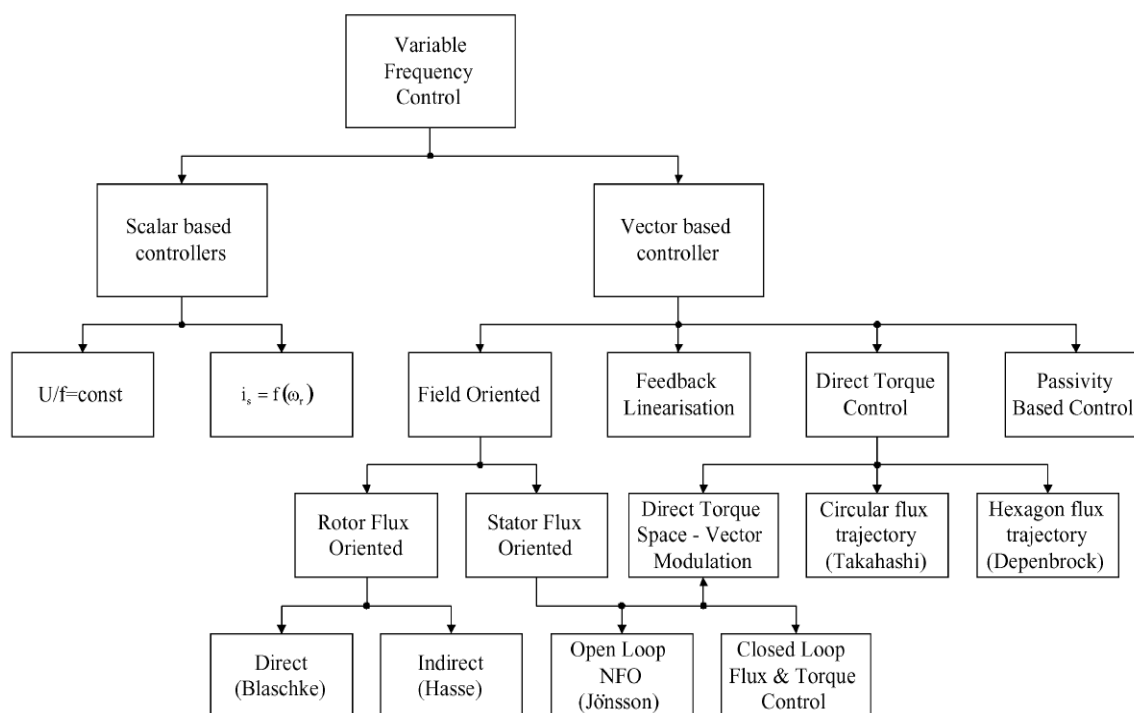 Variable
Frequency
Control
Scalar based
controllers
Vector based
controller
U/f=const
i_s = f(ω_r)
Field Oriented
Feedback
Linearisation
Direct Torque
Control
Passivity
Based Control
Rotor Flux
Oriented
Stator Flux
Oriented
Direct Torque
Space - Vector
Modulation
Circular flux
trajectory
(Takahashi)
Hexagon flux
trajectory
(Depenbrock)
Direct
(Blaschke)
Indirect
(Hasse)
Open Loop
NFO
(Jönsson)
Closed Loop
Flux & Torque
Control